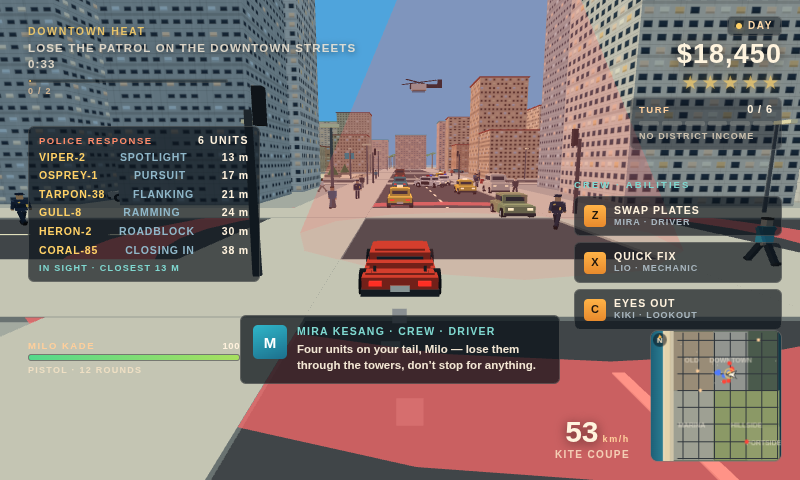 DOWNTOWN HEAT
LOSE THE PATROL ON THE DOWNTOWN STREETS
0:33
0 / 2
POLICE RESPONSE 6 UNITS
VIPER-2 SPOTLIGHT 13 m
OSPREY-1 PURSUIT 17 m
TARPON-38 FLANKING 21 m
GULL-8 RAMMING 24 m
HERON-2 ROADBLOCK 30 m
CORAL-85 CLOSING IN 38 m
IN SIGHT · CLOSEST 13 M
DAY
$18,450
TURF 0 / 6
NO DISTRICT INCOME
CREW ABILITIES
Z SWAP PLATES
MIRA · DRIVER
X QUICK FIX
LIO · MECHANIC
C EYES OUT
KIKI · LOOKOUT
MILO KADE 100
PISTOL · 12 ROUNDS
M MIRA KESANG · CREW · DRIVER
Four units on your tail, Milo — lose them
through the towers, don't stop for anything.
53 km/h
KITE COUPE
N
OLD DOWNTOWN
MARINA HILLSIDE